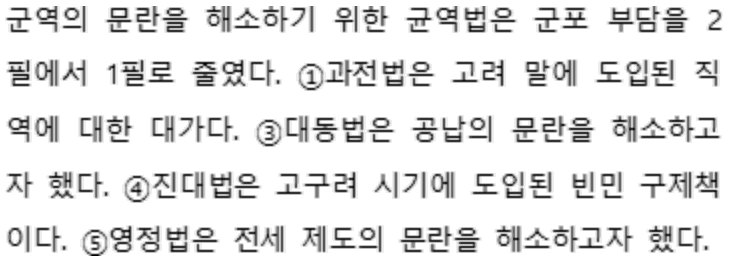 군역의 문란을 해소하기 위한 균역법은 군포 부담을 2
필에서 1필로 줄였다. ①과전법은 고려 말에 도입된 직
역에 대한 대가다. ③대동법은 공납의 문란을 해소하고
자 했다. ④진대법은 고구려 시기에 도입된 빈민 구제책
이다. ⑤영정법은 전세 제도의 문란을 해소하고자 했다.